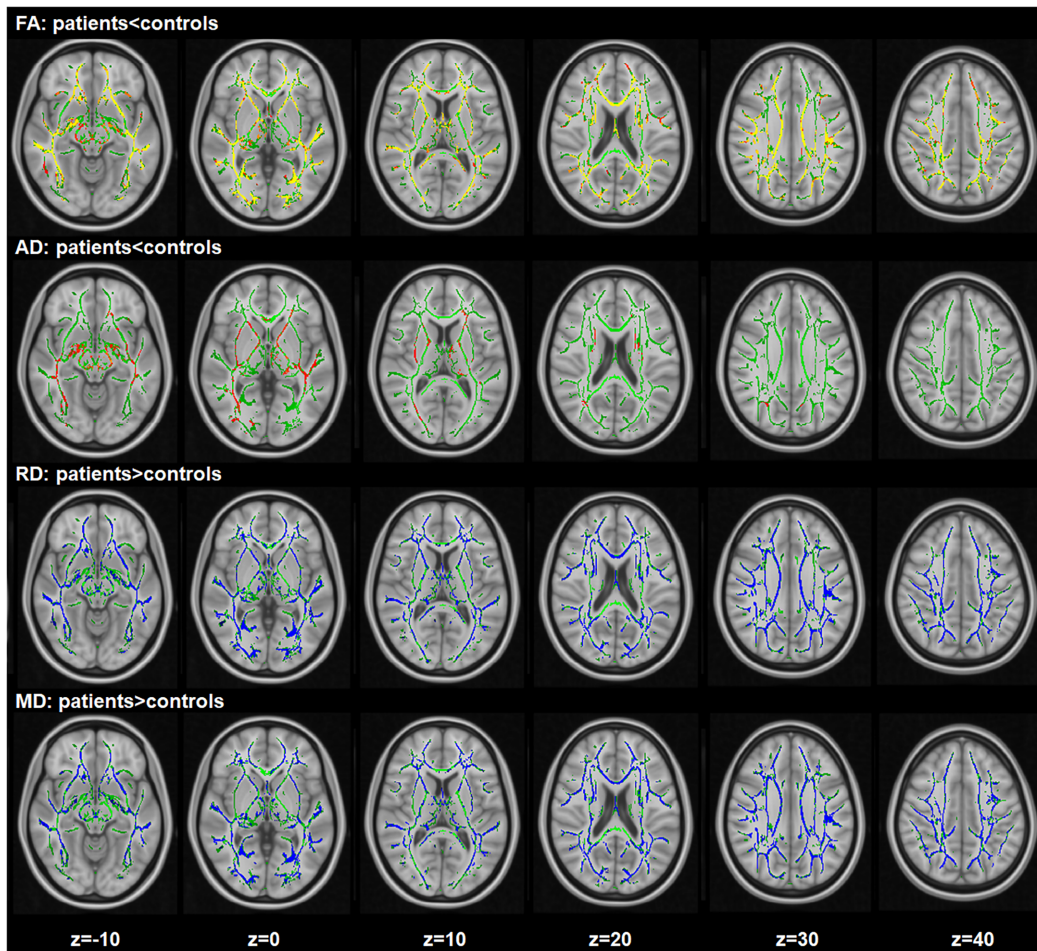 FA: patients<controls
AD: patients<controls
RD: patients>controls
MD: patients>controls
z=-10 z=0 z=10 z=20 z=30 z=40